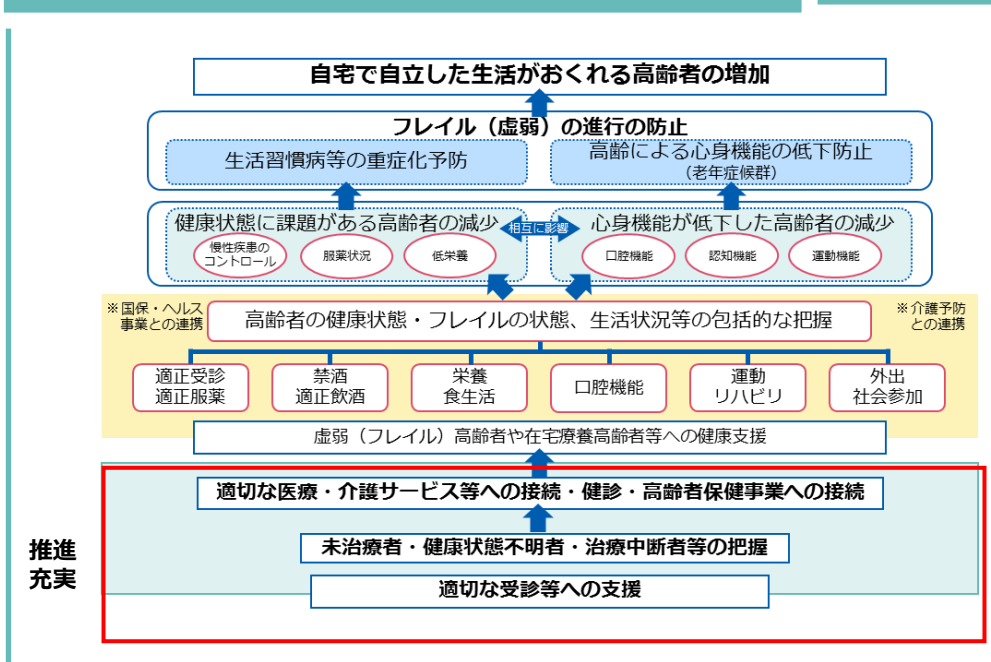 自宅で自立した生活がおくれる高齢者の増加
フレイル（虚弱）の進行の防止
生活習慣病等の重症化予防
高齢による心身機能の低下防止
（老年症候群）
健康状態に課題がある高齢者の減少
相互に影響
心身機能が低下した高齢者の減少
慢性疾患の
コントロール
服薬状況
低栄養
口腔機能
認知機能
運動機能
※国保・ヘルス
事業との連携
高齢者の健康状態・フレイルの状態、生活状況等の包括的な把握
※介護予防
との連携
適正受診
適正服薬
禁酒
適正飲酒
栄養
食生活
口腔機能
運動
リハビリ
外出
社会参加
虚弱（フレイル）高齢者や在宅療養高齢者等への健康支援
適切な医療・介護サービス等への接続・健診・高齢者保健事業への接続
推進
充実
未治療者・健康状態不明者・治療中断者等の把握
適切な受診等への支援